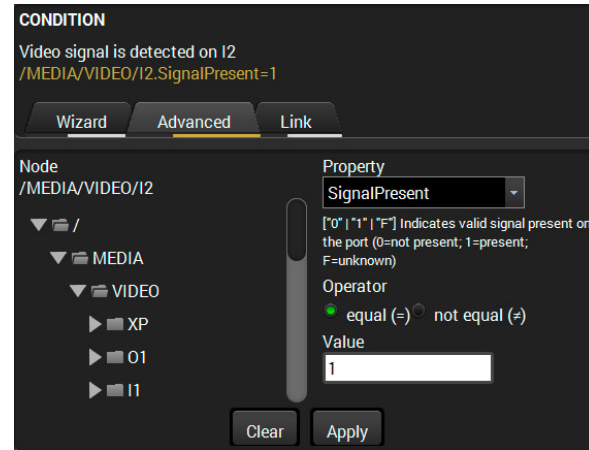 CONDITION
Video signal is detected on I2
/MEDIA/VIDEO/I2.SignalPresent=1
Wizard Advanced Link
Node
/MEDIA/VIDEO/I2
/
MEDIA
VIDEO
XP
O1
I1
Property
SignalPresent
["0" | "1" | "F"] Indicates valid signal present on
the port (0=not present; 1=present;
F=unknown)
Operator
equal (=) not equal (≠)
Value
1
Clear Apply